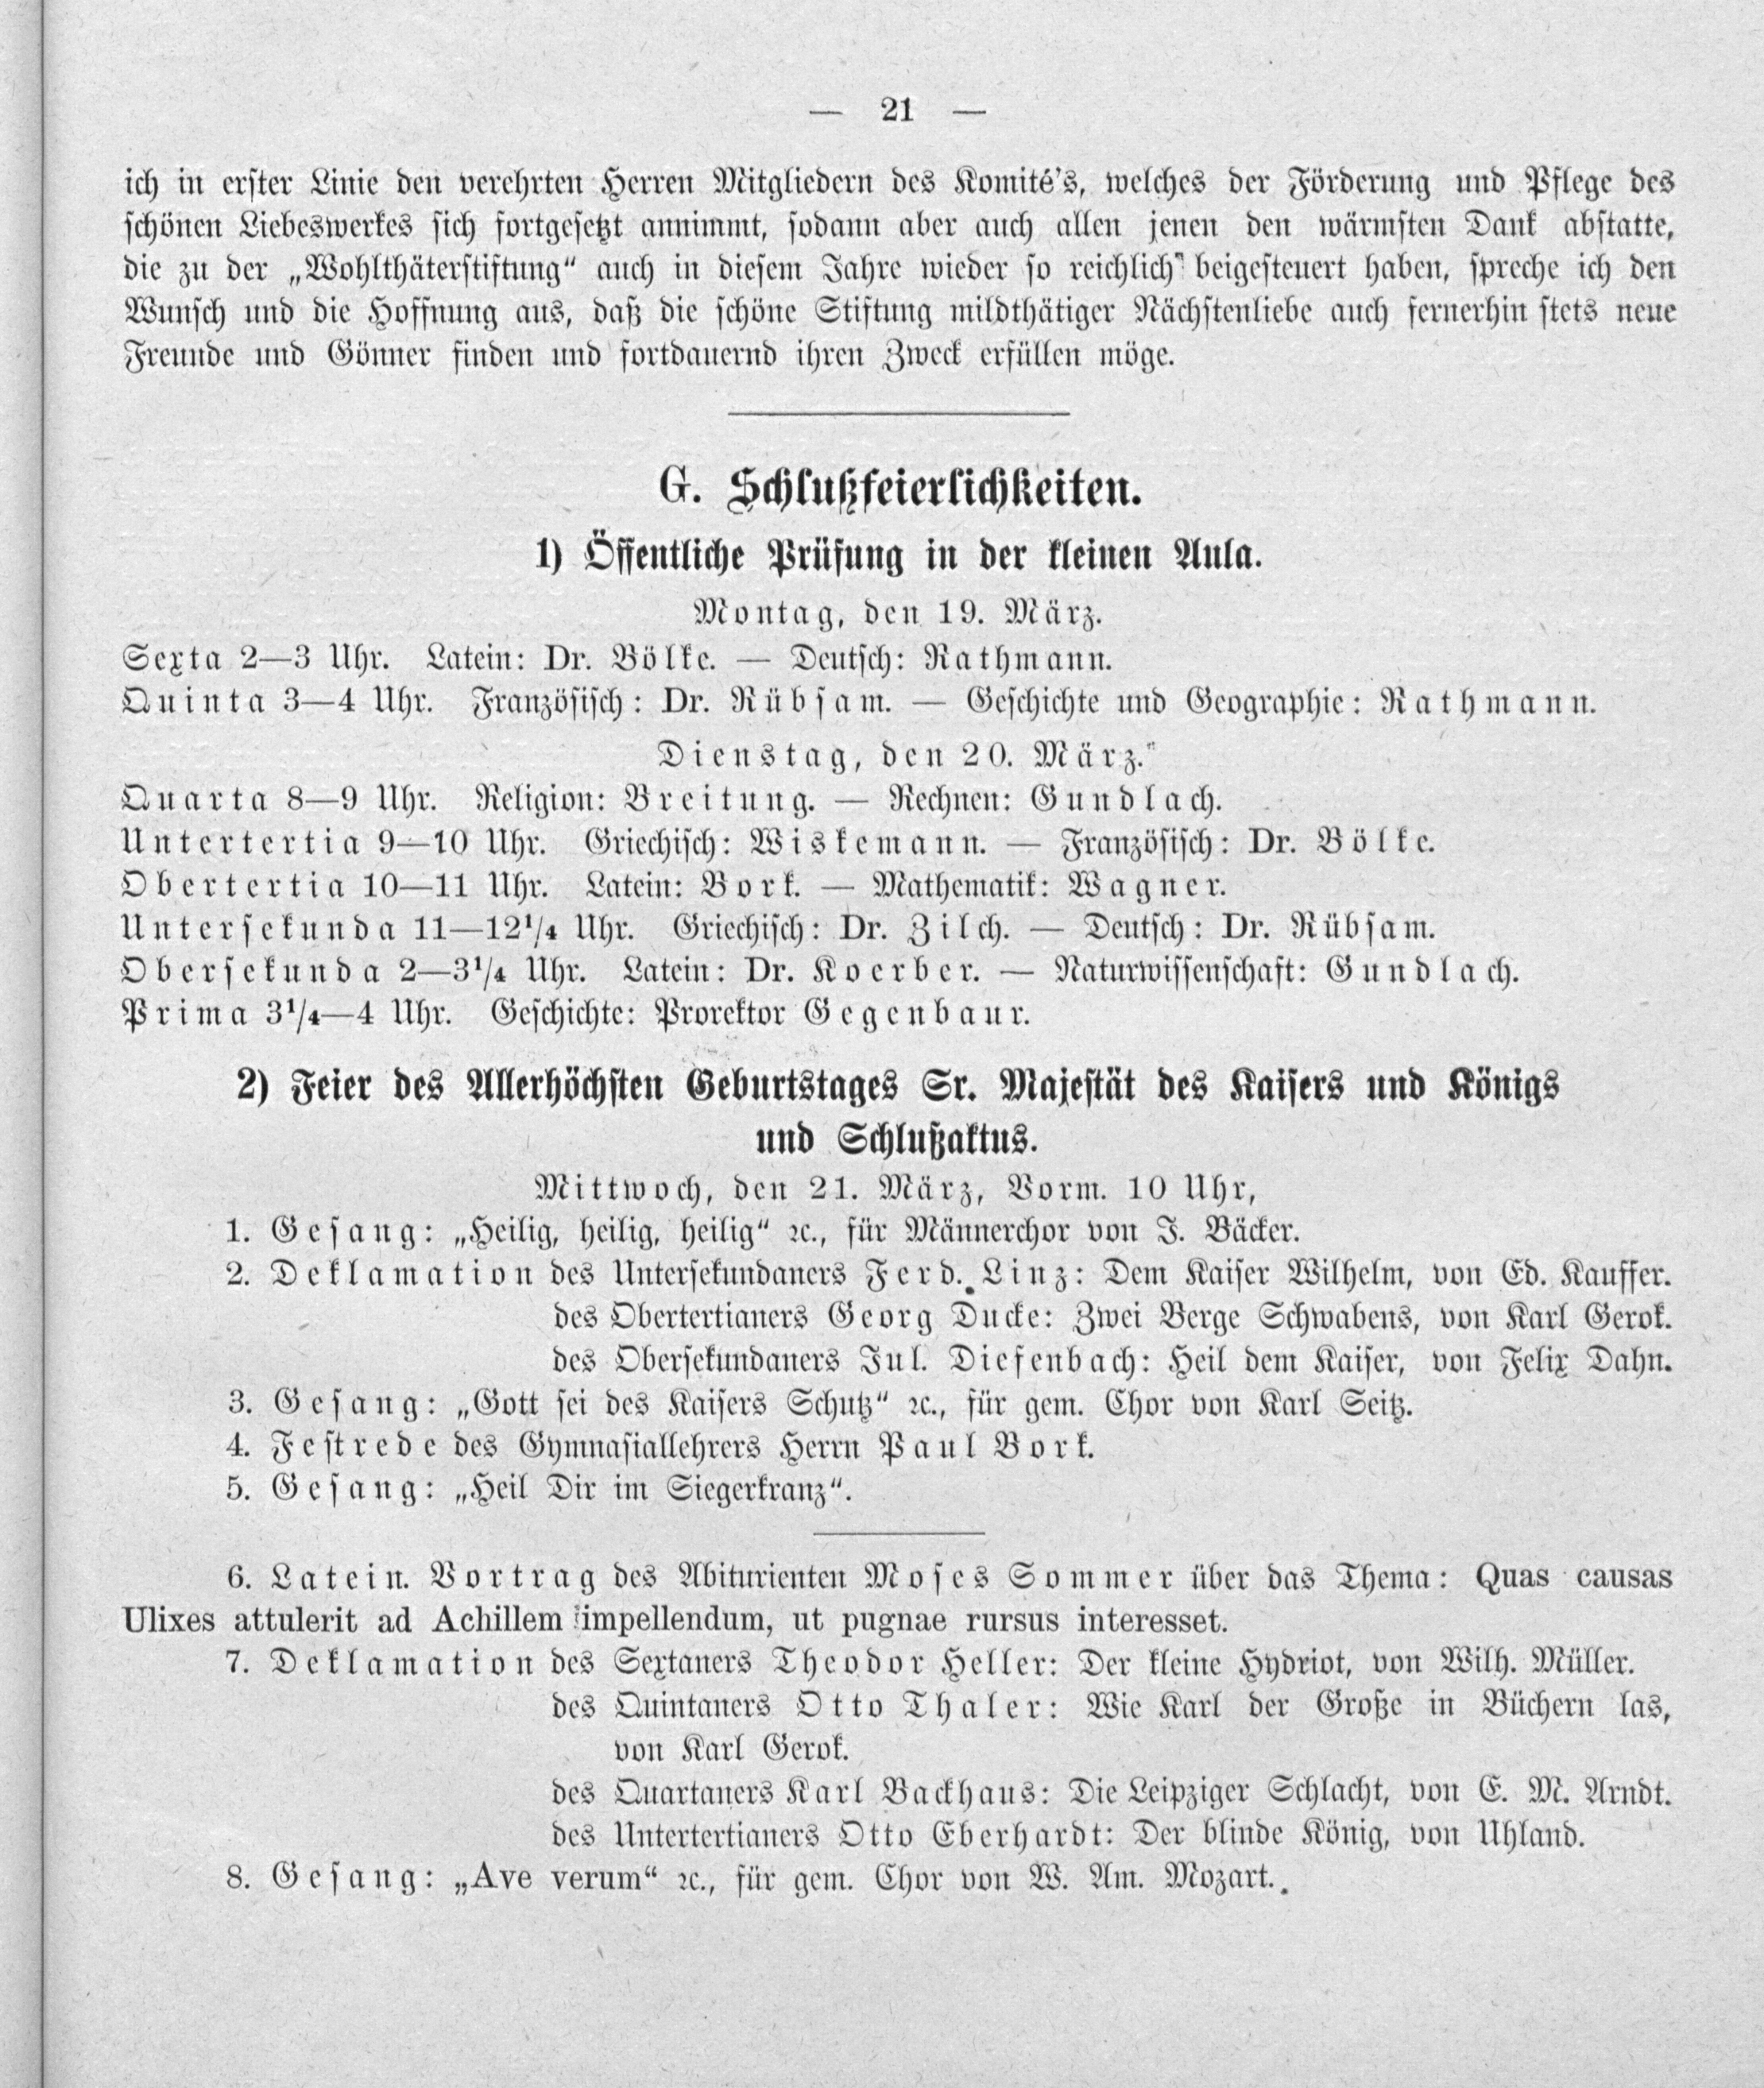 — 21 —
ich in erster Linie den verehrten Herren Mitgliedern des Komité's, welches der Förderung und Pflege des
schönen Liebeswerkes sich fortgesetzt annimmt, sodann aber auch allen jenen den wärmsten Dank abstatte,
die zu der „Wohlthäterstiftung“ auch in diesem Jahre wieder so reichlich beigesteuert haben, spreche ich den
Wunsch und die Hoffnung aus, daß die schöne Stiftung mildthätiger Nächstenliebe auch fernerhin stets neue
Freunde und Gönner finden und fortdauernd ihren Zweck erfüllen möge.
G. Schlußfeierlichkeiten.
1) Öffentliche Prüfung in der kleinen Aula.
Montag, den 19. März.
Sexta 2—3 Uhr. Latein: Dr. Bölke. — Deutsch: Rathmann.
Quinta 3—4 Uhr. Französisch: Dr. Rübsam. — Geschichte und Geographie: Rathmann.
Dienstag, den 20. März.
Quarta 8—9 Uhr. Religion: Breitung. — Rechnen: Gundlach.
Untertertia 9—10 Uhr. Griechisch: Wiskemann. — Französisch: Dr. Bölke.
Obertertia 10—11 Uhr. Latein: Bork. — Mathematik: Wagner.
Untersekunda 11—12¹/₄ Uhr. Griechisch: Dr. Zilch. — Deutsch: Dr. Rübsam.
Obersekunda 2—3¹/₄ Uhr. Latein: Dr. Koerber. — Naturwissenschaft: Gundlach.
Prima 3¹/₄—4 Uhr. Geschichte: Prorektor Gegenbaur.
2) Feier des Allerhöchsten Geburtstages Sr. Majestät des Kaisers und Königs
und Schlußaktus.
Mittwoch, den 21. März, Vorm. 10 Uhr,
1. Gesang: „Heilig, heilig, heilig“ ꝛc., für Männerchor von J. Bäcker.
2. Deklamation des Untersekundaners Ferd. Linz: Dem Kaiser Wilhelm, von Ed. Kauffer.
des Obertertianers Georg Ducke: Zwei Berge Schwabens, von Karl Gerok.
des Obersekundaners Jul. Diefenbach: Heil dem Kaiser, von Felix Dahn.
3. Gesang: „Gott sei des Kaisers Schutz“ ꝛc., für gem. Chor von Karl Seitz.
4. Festrede des Gymnasiallehrers Herrn Paul Bork.
5. Gesang: „Heil Dir im Siegerkranz“.
6. Latein. Vortrag des Abiturienten Moses Sommer über das Thema: Quas causas
Ulixes attulerit ad Achillem impellendum, ut pugnae rursus interesset.
7. Deklamation des Sextaners Theodor Heller: Der kleine Hydriot, von Wilh. Müller.
des Quintaners Otto Thaler: Wie Karl der Große in Büchern las,
von Karl Gerok.
des Quartaners Karl Backhaus: Die Leipziger Schlacht, von E. M. Arndt.
des Untertertianers Otto Eberhardt: Der blinde König, von Uhland.
8. Gesang: „Ave verum“ ꝛc., für gem. Chor von W. Am. Mozart.